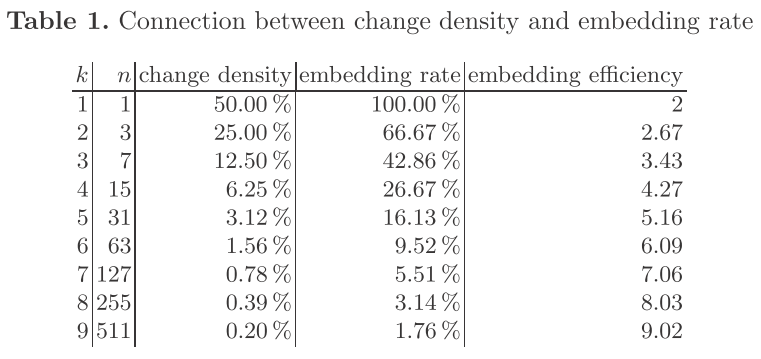 Table 1. Connection between change density and embedding rate
k n change density embedding rate embedding efficiency
1 1 50.00 % 100.00 % 2
2 3 25.00 % 66.67 % 2.67
3 7 12.50 % 42.86 % 3.43
4 15 6.25 % 26.67 % 4.27
5 31 3.12 % 16.13 % 5.16
6 63 1.56 % 9.52 % 6.09
7 127 0.78 % 5.51 % 7.06
8 255 0.39 % 3.14 % 8.03
9 511 0.20 % 1.76 % 9.02